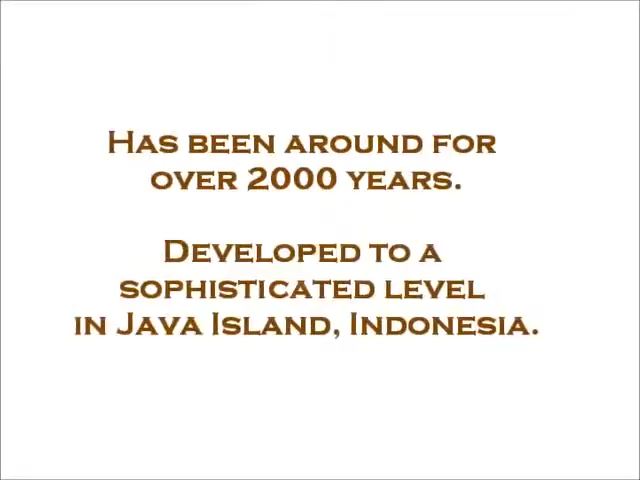 Has been around for
over 2000 years.
Developed to a
sophisticated level
in Java Island, Indonesia.